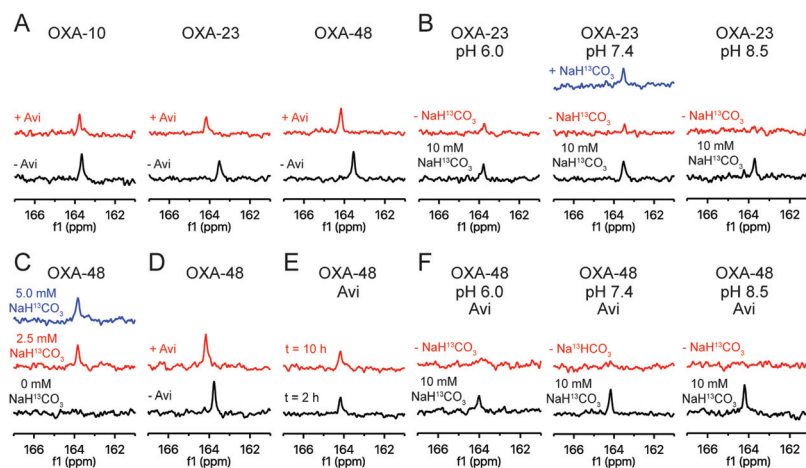 A OXA-10 OXA-23 OXA-48
+ Avi + Avi + Avi
- Avi - Avi - Avi
166 164 162 166 164 162 166 164 162
f1 (ppm) f1 (ppm) f1 (ppm)
B OXA-23 OXA-23 OXA-23
pH 6.0 pH 7.4 pH 8.5
+ NaH¹³CO₃
- NaH¹³CO₃ - NaH¹³CO₃ - NaH¹³CO₃
10 mM 10 mM 10 mM
NaH¹³CO₃ NaH¹³CO₃ NaH¹³CO₃
166 164 162 166 164 162 166 164 162
f1 (ppm) f1 (ppm) f1 (ppm)
C OXA-48
5.0 mM
NaH¹³CO₃
2.5 mM
NaH¹³CO₃
0 mM
NaH¹³CO₃
166 164 162
f1 (ppm)
D OXA-48
+ Avi
- Avi
166 164 162
f1 (ppm)
E OXA-48
Avi
t = 10 h
t = 2 h
166 164 162
f1 (ppm)
F OXA-48 OXA-48 OXA-48
pH 6.0 pH 7.4 pH 8.5
Avi Avi Avi
- NaH¹³CO₃ - Na¹³HCO₃ - NaH¹³CO₃
10 mM 10 mM 10 mM
NaH¹³CO₃ NaH¹³CO₃ NaH¹³CO₃
166 164 162 166 164 162 166 164 162
f1 (ppm) f1 (ppm) f1 (ppm)